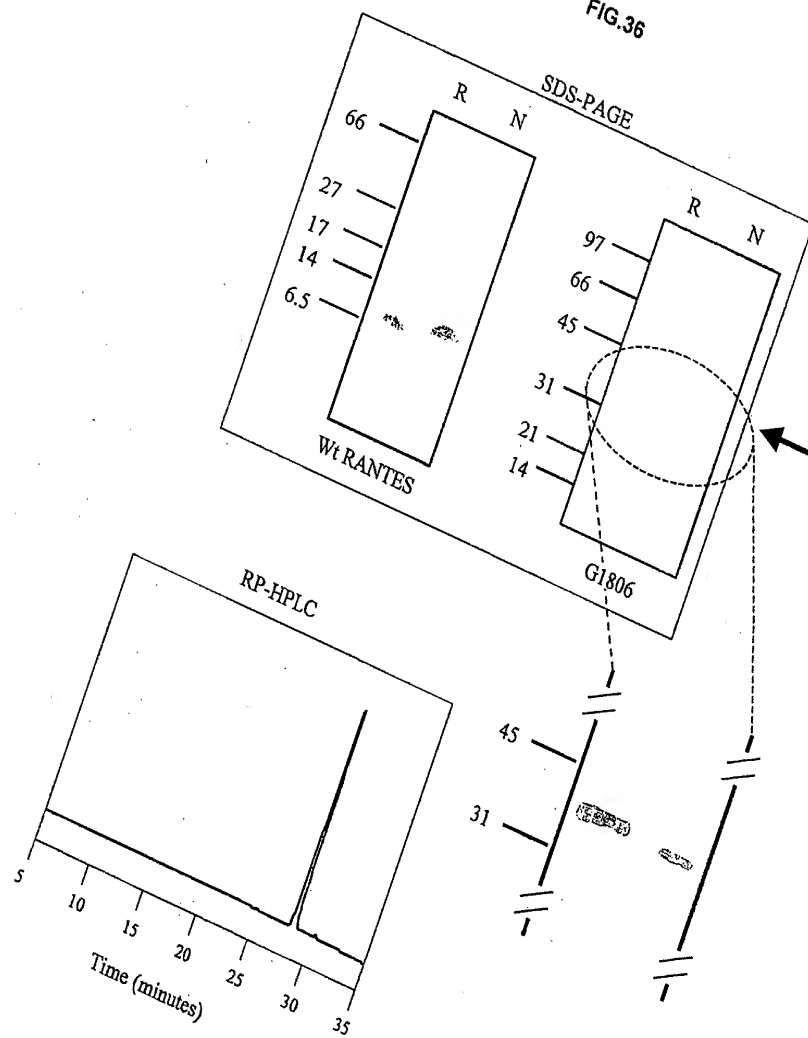 FIG.36
SDS-PAGE
R N
66
27
17
14
6.5
Wt RANTES
R N
97
66
45
31
21
14
G1806
45
31
RP-HPLC
5 10 15 20 25 30 35
Time (minutes)